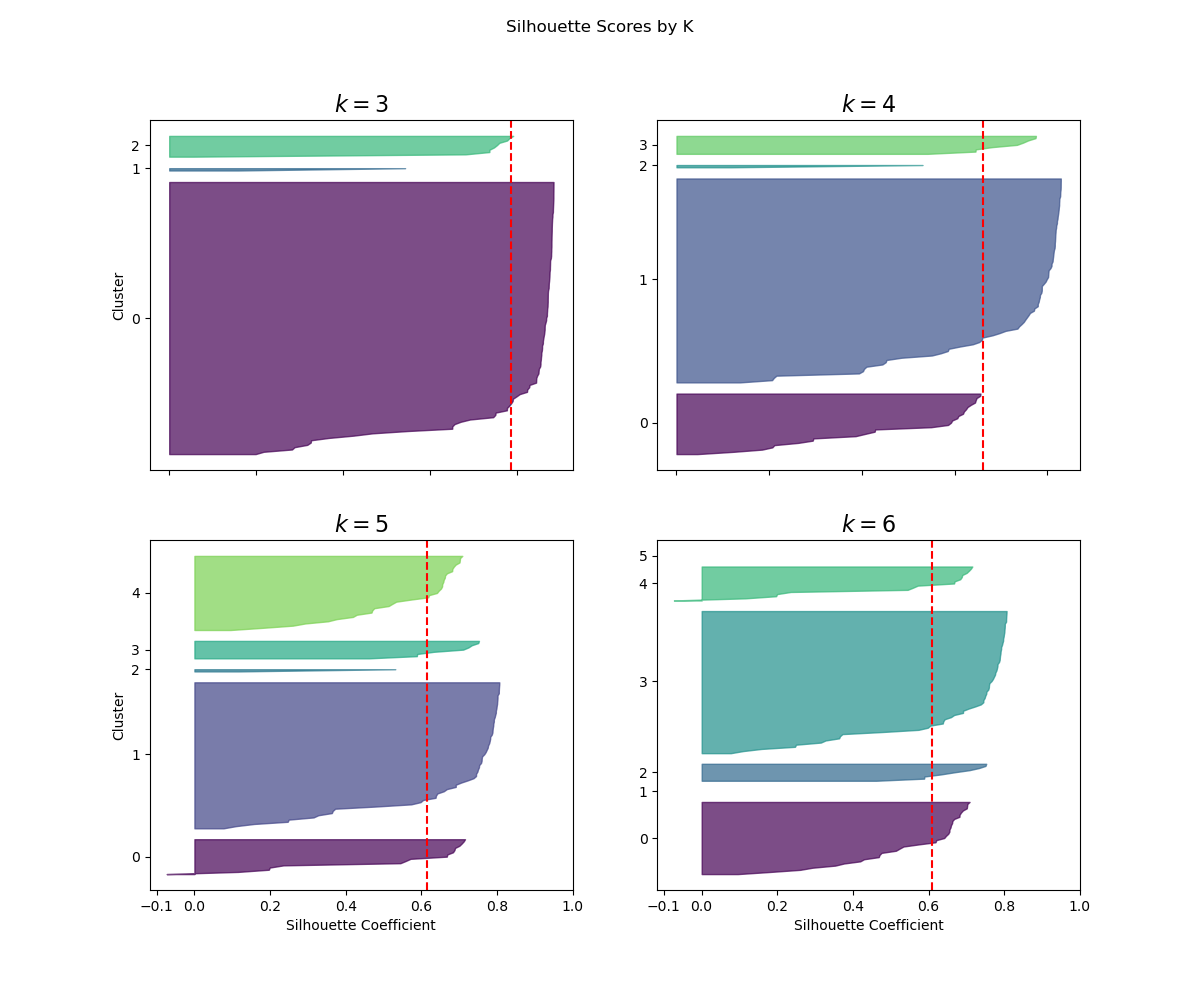 Silhouette Scores by K
k = 3
2
1
0
Cluster
k = 4
3
2
1
0
k = 5
4
3
2
1
0
Cluster
−0.1 0.0 0.2 0.4 0.6 0.8 1.0
Silhouette Coefficient
k = 6
5
4
3
2
1
0
−0.1 0.0 0.2 0.4 0.6 0.8 1.0
Silhouette Coefficient